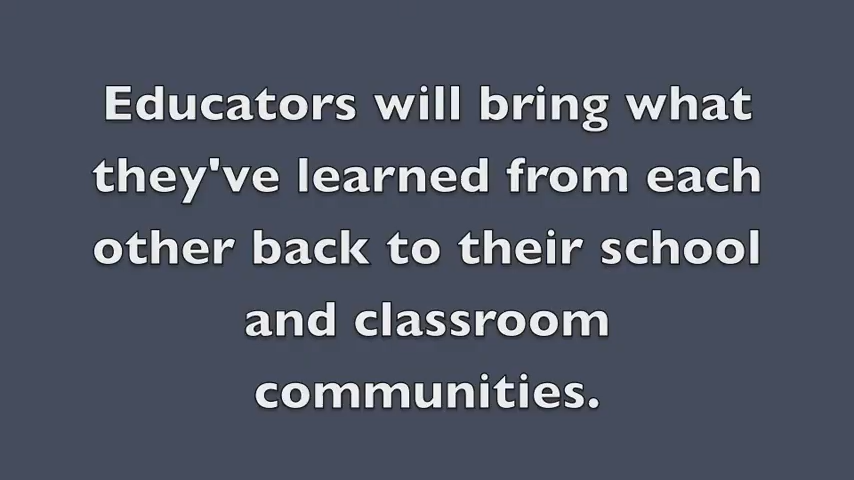 Educators will bring what
they've learned from each
other back to their school
and classroom
communities.